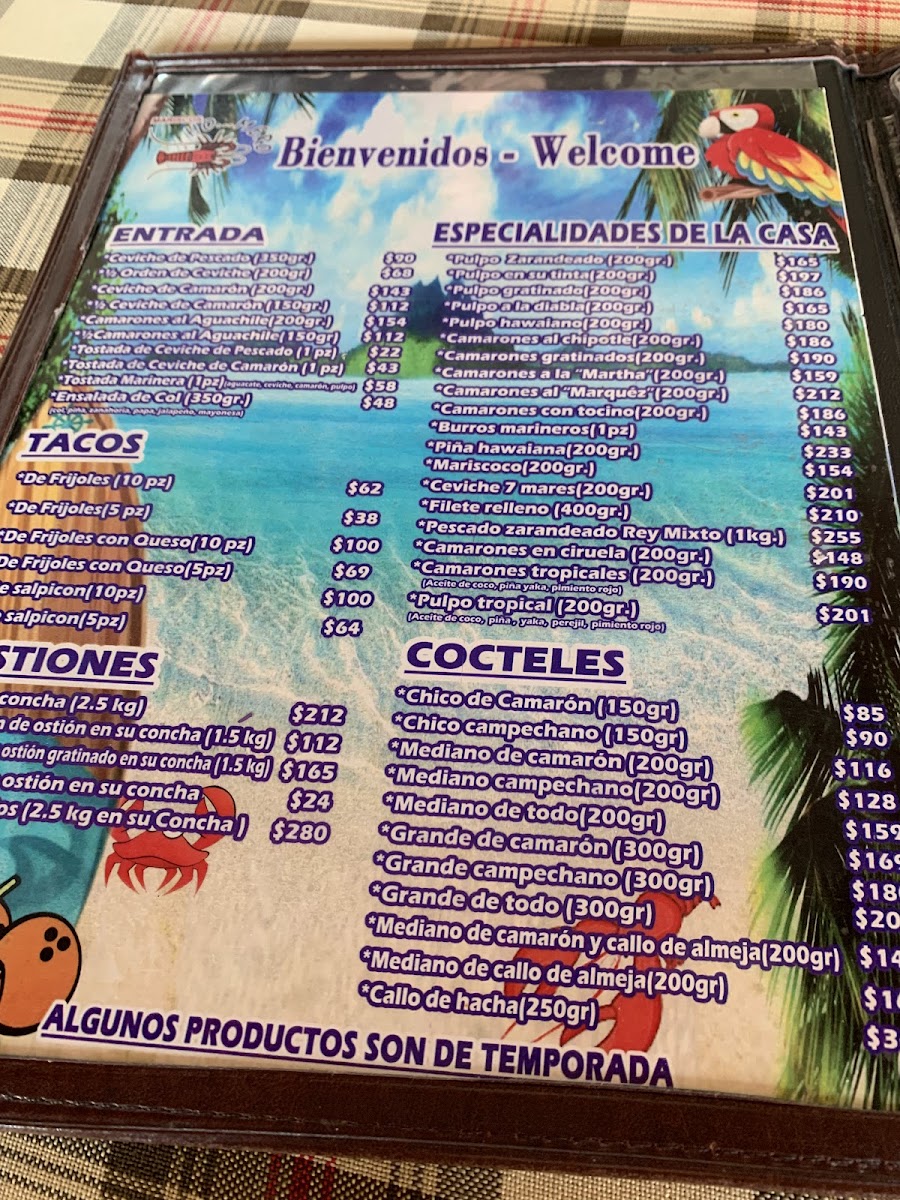 MARISCOS
Bienvenidos - Welcome
ENTRADA
*Ceviche de Pescado (350gr.) $90
*½ Orden de Ceviche (200gr) $68
*Ceviche de Camarón (200gr.) $143
*½ Ceviche de Camarón (150gr.) $112
*Camarones al Aguachile(200gr.) $154
*Camarones al Aguachile(150gr) $112
*Tostada de Ceviche de Pescado (1 pz) $22
*Tostada de Ceviche de Camarón (1 pz) $43
*Tostada Marinera (1pz)(aguacate, ceviche, camarón, pulpo) $58
*Ensalada de Col (350gr.) $48
(col, piña, zanahoria, papa, jalapeño, mayonesa)
TACOS
*De Frijoles (10 pz) $62
*De Frijoles(5 pz) $38
*De Frijoles con Queso(10 pz) $100
De Frijoles con Queso(5pz) $69
e salpicon(10pz) $100
salpicon(5pz) $64
STIONES
concha (2.5 kg) $212
n de ostión en su concha (1.5 kg) $112
ostión gratinado en su concha (1.5 kg) $165
ostión en su concha $24
os (2.5 kg en su Concha ) $280
ESPECIALIDADES DE LA CASA
*Pulpo Zarandeado (200gr.) $165
*Pulpo en su tinta(200gr.) $197
*Pulpo gratinado(200gr.) $186
*Pulpo a la diabla(200gr.) $165
*Pulpo hawaiano(200gr.) $180
*Camarones al chipotle(200gr.) $186
*Camarones gratinados(200gr.) $190
*Camarones a la "Martha"(200gr.) $159
*Camarones al "Marquéz"(200gr.) $212
*Camarones con tocino(200gr.) $186
*Burros marineros(1pz) $143
*Piña hawaiana(200gr.) $233
*Mariscoco(200gr.) $154
*Ceviche 7 mares(200gr.) $201
*Filete relleno (400gr.) $210
*Pescado zarandeado Rey Mixto (1kg.) $255
*Camarones en ciruela (200gr.) $148
*Camarones tropicales (200gr.) $190
(Aceite de coco, piña yaka, pimiento rojo)
*Pulpo tropical (200gr.) $201
(Aceite de coco, piña , yaka, perejil, pimiento rojo)
COCTELES
*Chico de Camarón (150gr) $85
*Chico campechano (150gr) $90
*Mediano de camarón (200gr) $116
*Mediano campechano(200gr) $128
*Mediano de todo(200gr) $159
*Grande de camarón (300gr) $169
*Grande campechano (300gr) $180
*Grande de todo (300gr) $20
*Mediano de camarón y callo de almeja(200gr) $14
*Mediano de callo de almeja(200gr) $16
*Callo de hacha(250gr) $3
ALGUNOS PRODUCTOS SON DE TEMPORADA